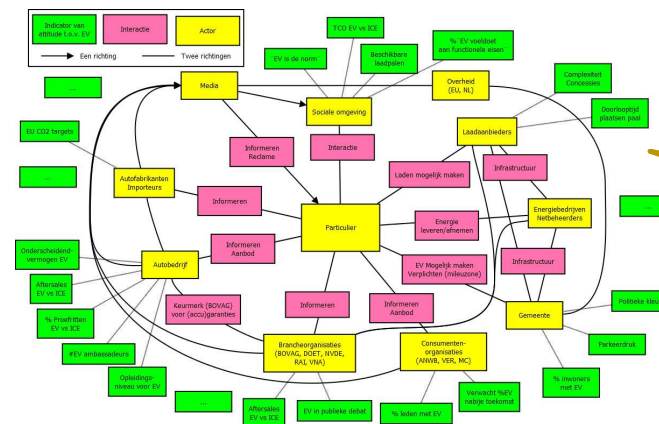 Indicator van
attitude t.o.v. EV
Interactie
Actor
Een richting
Twee richtingen
...
Media
"EV is de norm"
TCO EV vs ICE
Beschikbare
laadpalen
% "EV voeldoet
aan functionele eisen"
Overheid
(EU, NL)
Complexiteit
Concessies
Sociale omgeving
Laadaanbieders
Doorlooptijd
plaatsen paal
EU CO2 targets
Informeren
Reclame
Interactie
Laden mogelijk maken
Infrastructuur
...
Autofabrikanten
Importeurs
Informeren
Particulier
Energie
leveren/afnemen
Energiebedrijven
Netbeheerders
...
Onderscheidend-
vermogen EV
Autobedrijf
Informeren
Aanbod
EV Mogelijk maken
Verplichten (mileuzone)
Infrastructuur
Aftersales
EV vs ICE
% Proefritten
EV vs ICE
Keurmerk (BOVAG)
voor (accu)garanties
Informeren
Informeren
Aanbod
Gemeente
Politieke kleu
#EV ambassadeurs
Brancheorganisaties
(BOVAG, DOET, NVDE,
RAI, VNA)
Consumenten-
organisaties
(ANWB, VER, MC)
Parkeerdruk
Opleidings-
niveau voor EV
% inwoners
met EV
...
Aftersales
EV vs ICE
EV in publieke debat
% leden met EV
Verwacht %EV
nabije toekomst